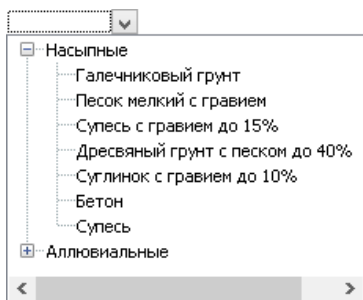 Насыпные
Галечниковый грунт
Песок мелкий с гравием
Супесь с гравием до 15%
Дресвяный грунт с песком до 40%
Суглинок с гравием до 10%
Бетон
Супесь
Аллювиальные